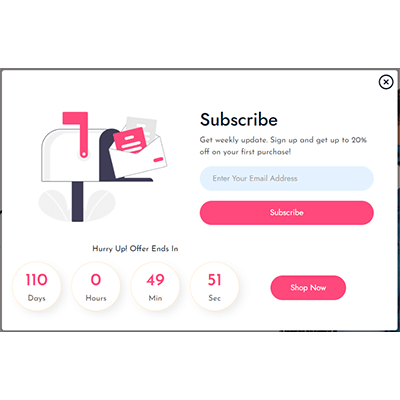 Subscribe
Get weekly update. Sign up and get up to 20%
off on your first purchase!
Enter Your Email Address
Subscribe
Hurry Up! Offer Ends In
110 0 49 51
Days Hours Min Sec
Shop Now